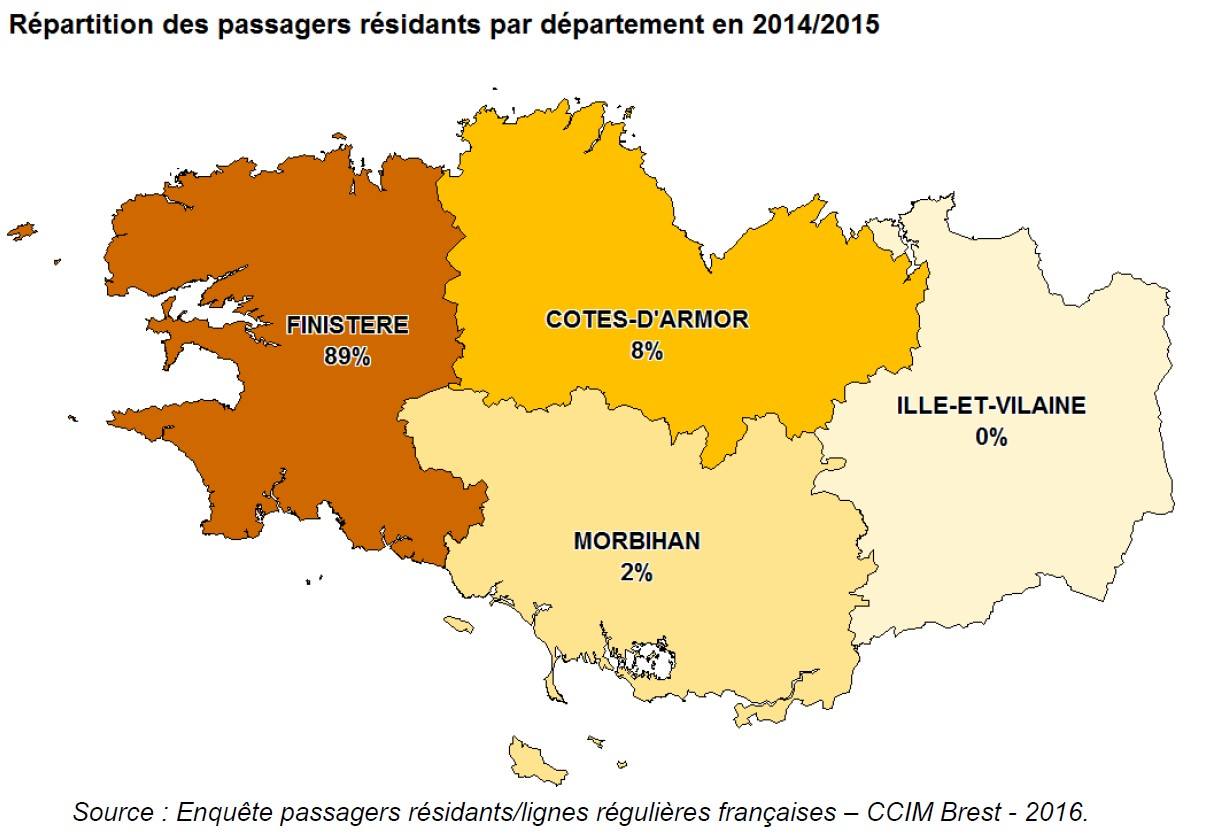 Répartition des passagers résidants par département en 2014/2015
FINISTERE
89%
COTES-D'ARMOR
8%
ILLE-ET-VILAINE
0%
MORBIHAN
2%
Source : Enquête passagers résidants/lignes régulières françaises – CCIM Brest - 2016.